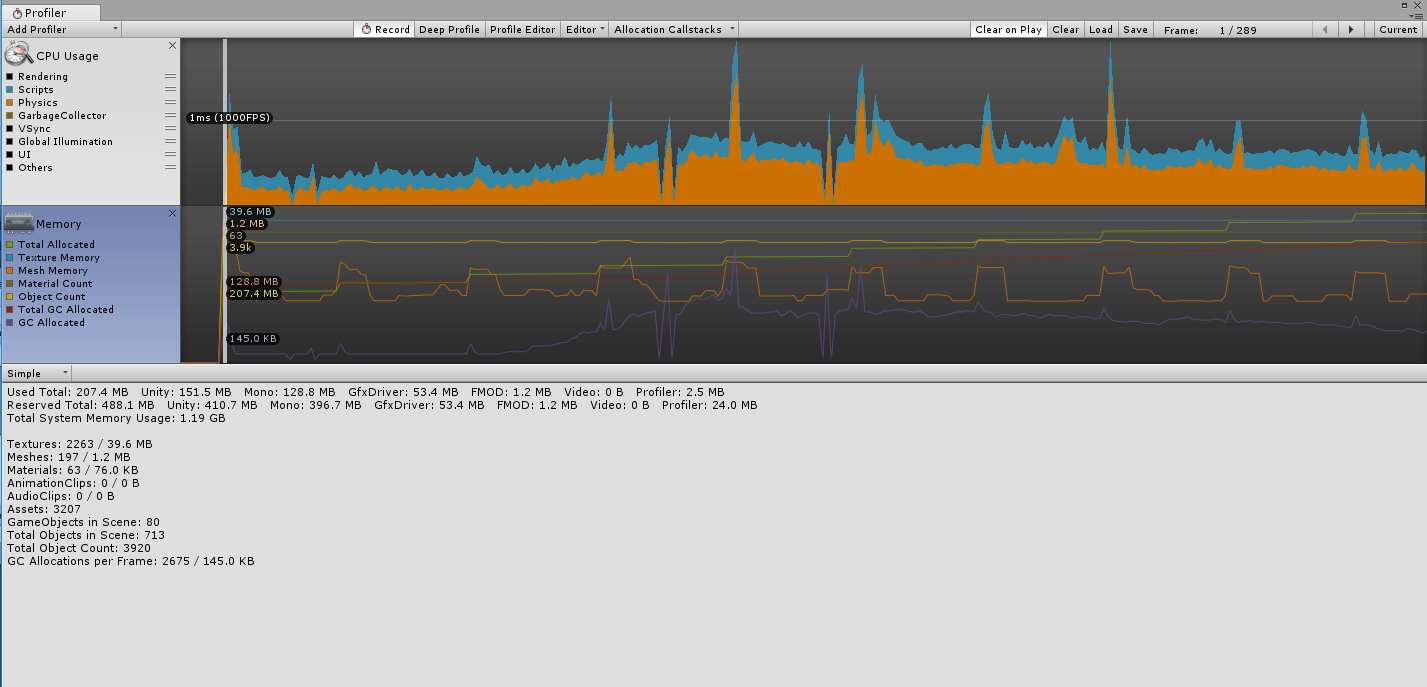 Profiler
Add Profiler
Record Deep Profile Profile Editor Editor Allocation Callstacks Clear on Play Clear Load Save Frame: 1 / 289 Current
CPU Usage
Rendering
Scripts
Physics
GarbageCollector
VSync
Global Illumination
UI
Others
1ms (1000FPS)
Memory
Total Allocated
Texture Memory
Mesh Memory
Material Count
Object Count
Total GC Allocated
GC Allocated
39.6 MB
1.2 MB
63
3.9k
128.8 MB
207.4 MB
145.0 KB
Simple
Used Total: 207.4 MB Unity: 151.5 MB Mono: 128.8 MB GfxDriver: 53.4 MB FMOD: 1.2 MB Video: 0 B Profiler: 2.5 MB
Reserved Total: 488.1 MB Unity: 410.7 MB Mono: 396.7 MB GfxDriver: 53.4 MB FMOD: 1.2 MB Video: 0 B Profiler: 24.0 MB
Total System Memory Usage: 1.19 GB
Textures: 2263 / 39.6 MB
Meshes: 197 / 1.2 MB
Materials: 63 / 76.0 KB
AnimationClips: 0 / 0 B
AudioClips: 0 / 0 B
Assets: 3207
GameObjects in Scene: 80
Total Objects in Scene: 713
Total Object Count: 3920
GC Allocations per Frame: 2675 / 145.0 KB